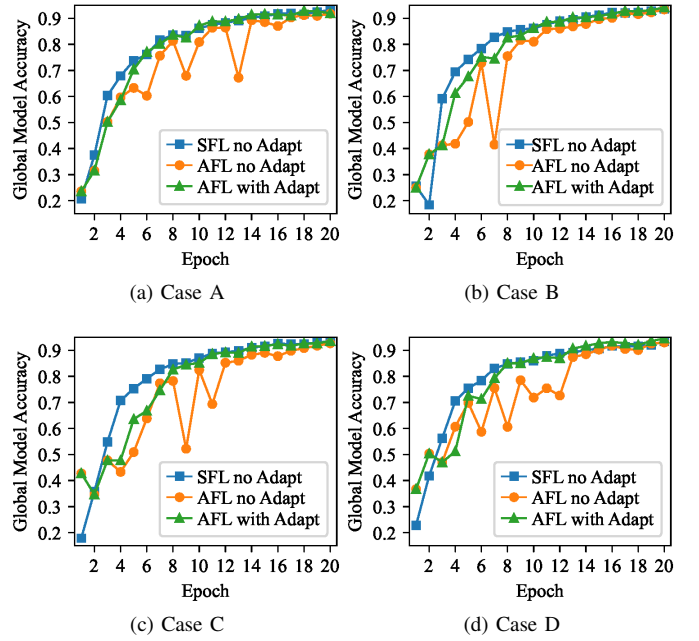 Global Model Accuracy
0.9
0.8
0.7
0.6
0.5
0.4
0.3
0.2
SFL no Adapt
AFL no Adapt
AFL with Adapt
2 4 6 8 10 12 14 16 18 20
Epoch
(a) Case A
Global Model Accuracy
0.9
0.8
0.7
0.6
0.5
0.4
0.3
0.2
SFL no Adapt
AFL no Adapt
AFL with Adapt
2 4 6 8 10 12 14 16 18 20
Epoch
(b) Case B
Global Model Accuracy
0.9
0.8
0.7
0.6
0.5
0.4
0.3
0.2
SFL no Adapt
AFL no Adapt
AFL with Adapt
2 4 6 8 10 12 14 16 18 20
Epoch
(c) Case C
Global Model Accuracy
0.9
0.8
0.7
0.6
0.5
0.4
0.3
0.2
SFL no Adapt
AFL no Adapt
AFL with Adapt
2 4 6 8 10 12 14 16 18 20
Epoch
(d) Case D